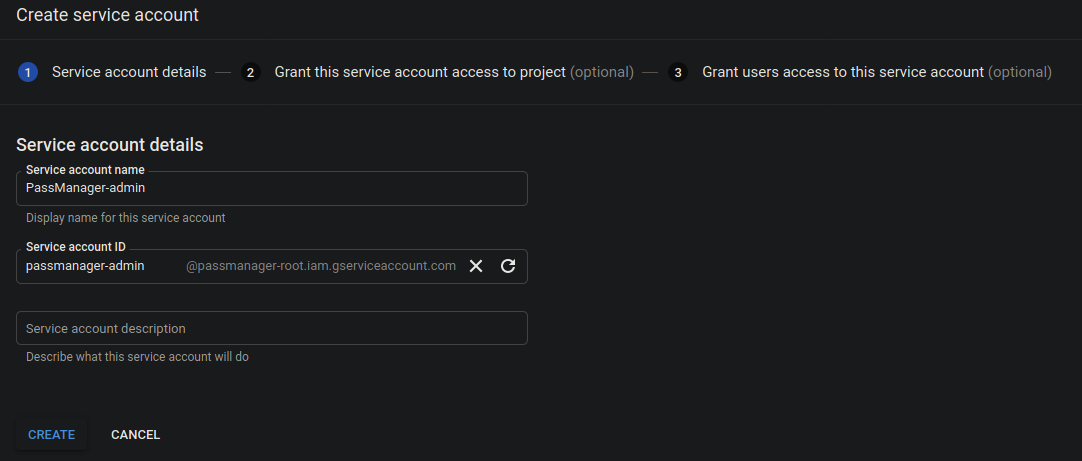 Create service account
1 Service account details — 2 Grant this service account access to project (optional) — 3 Grant users access to this service account (optional)
Service account details
Service account name
PassManager-admin
Display name for this service account
Service account ID
passmanager-admin @passmanager-root.iam.gserviceaccount.com
Service account description
Describe what this service account will do
CREATE CANCEL